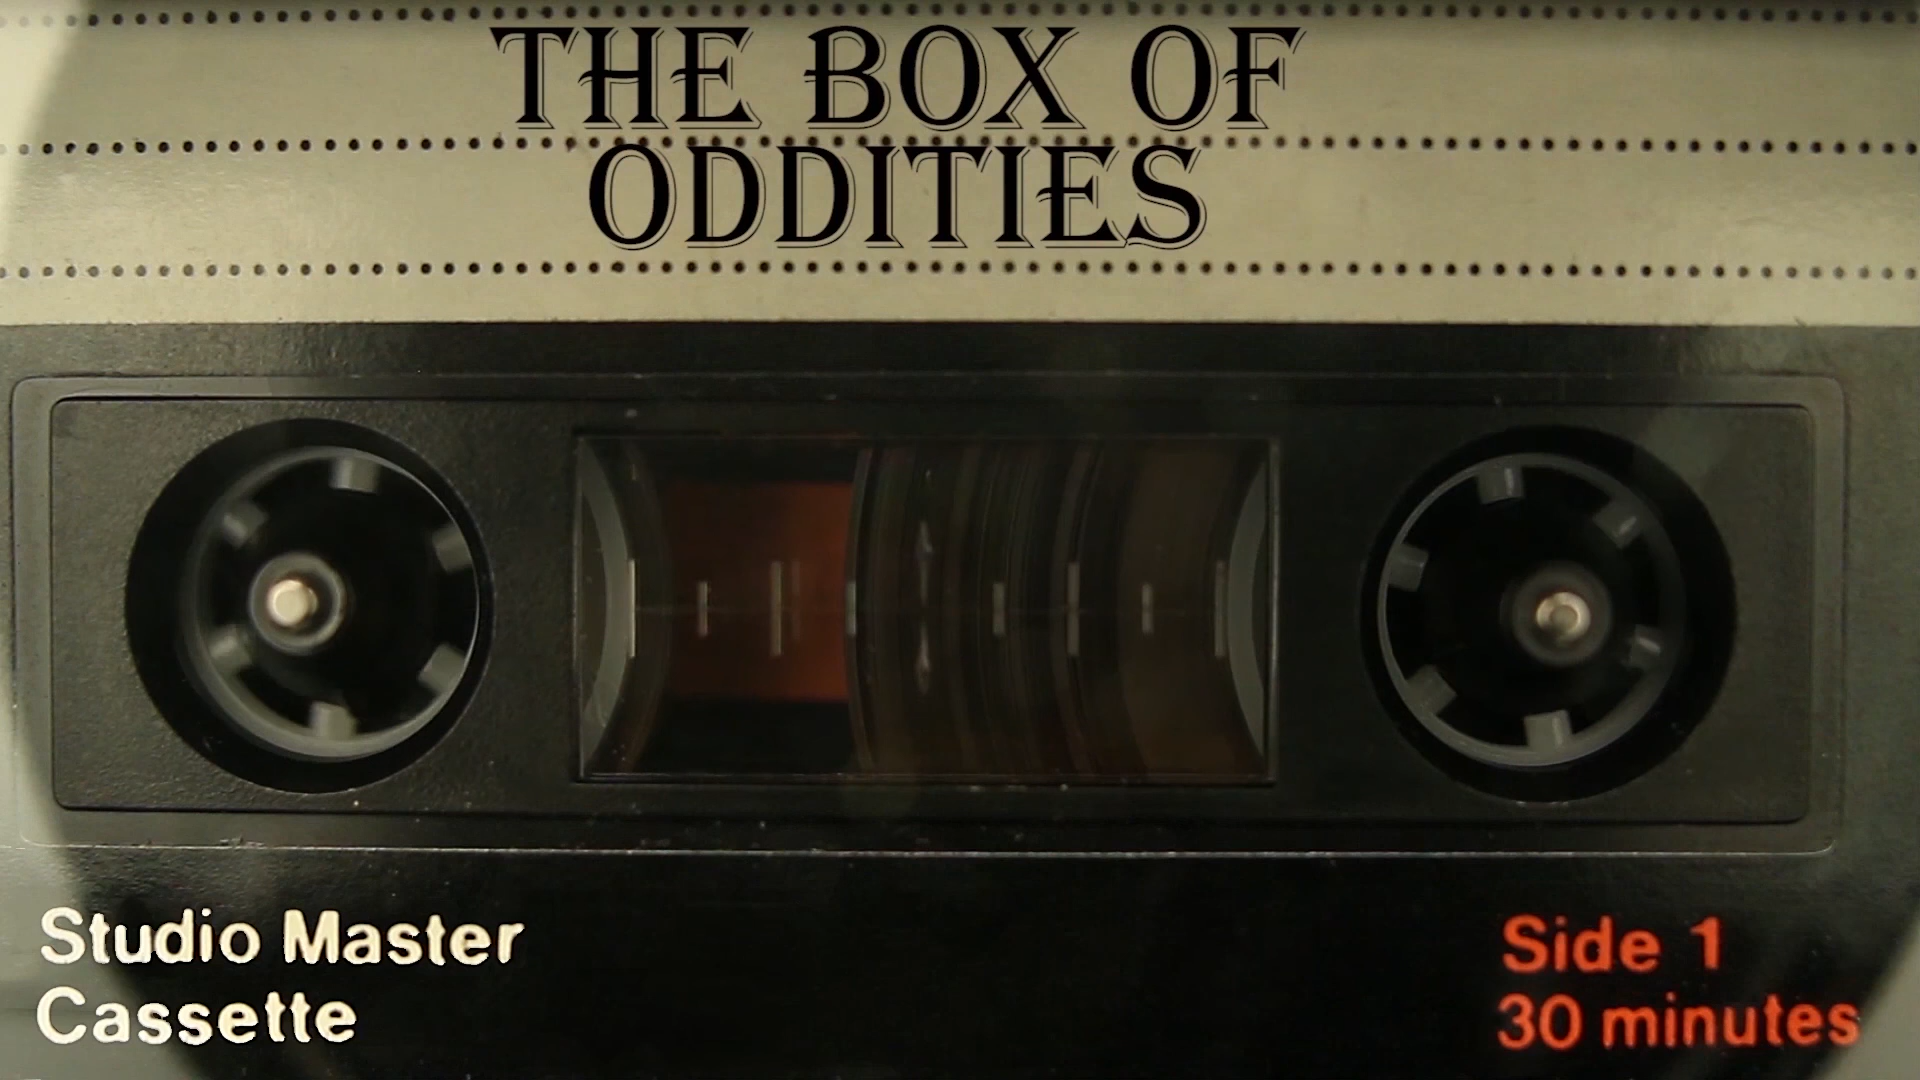 THE BOX OF
ODDITIES
Studio Master
Cassette
Side 1
30 minutes